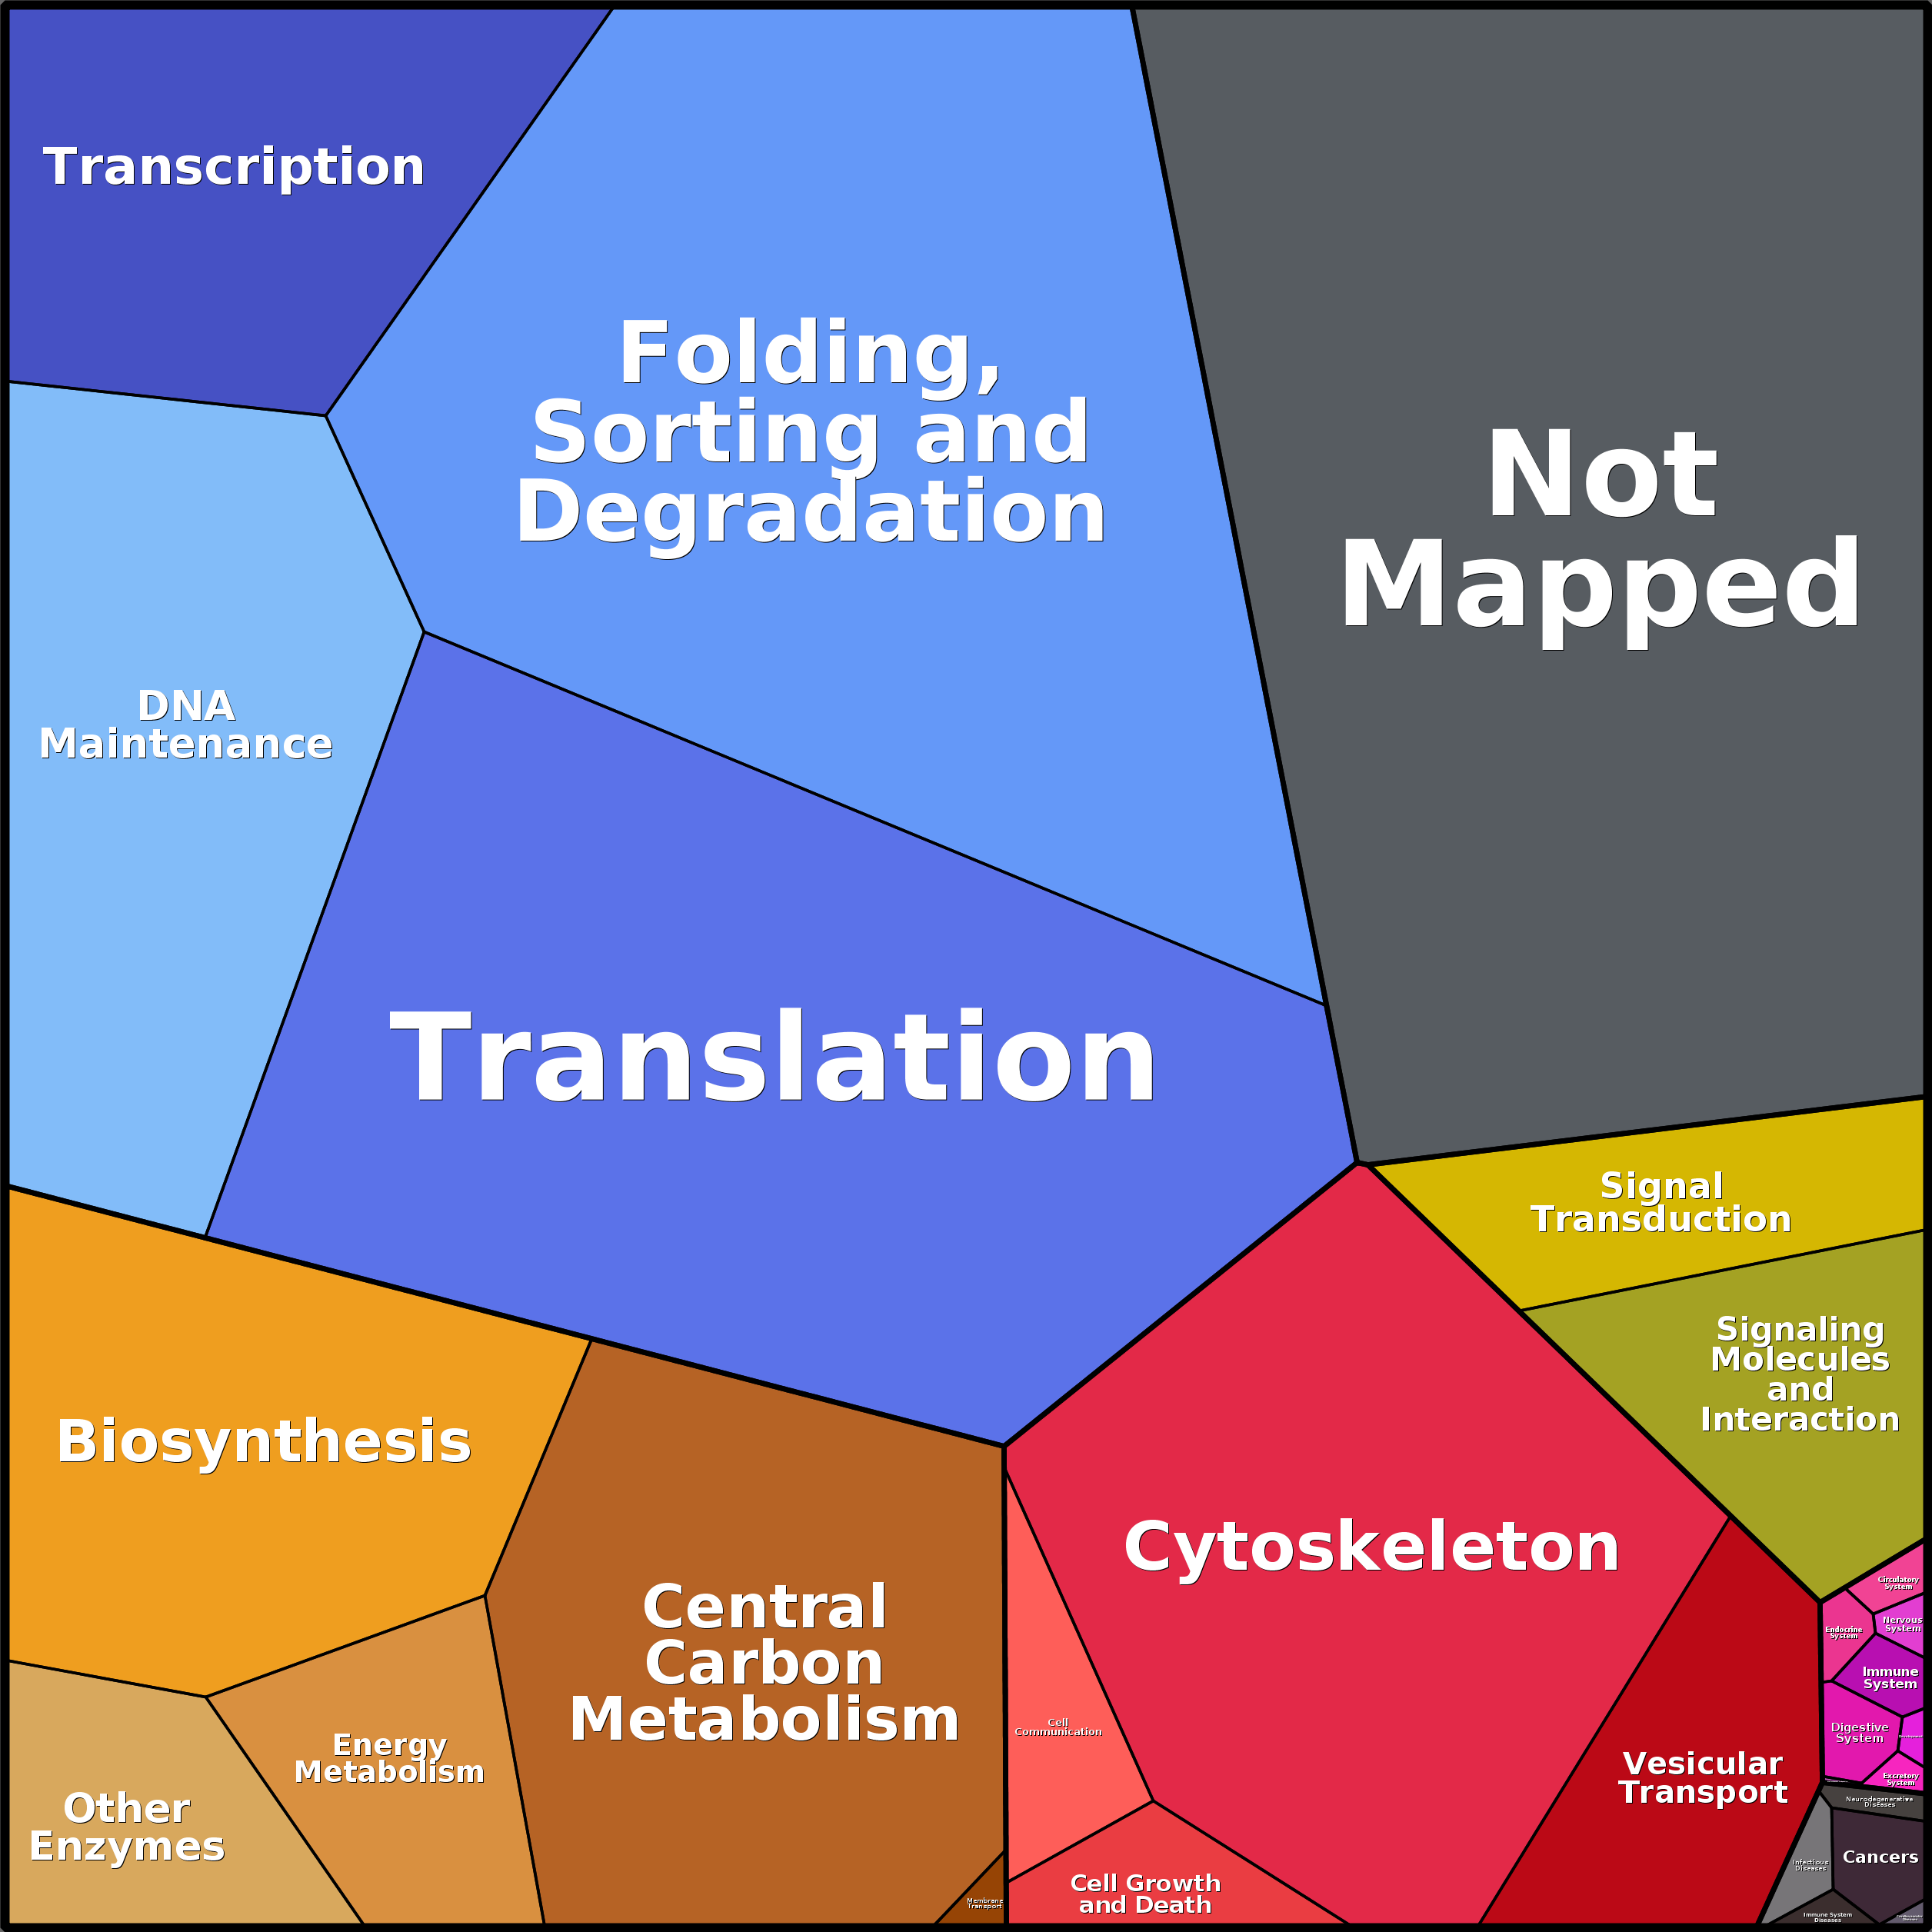 Transcription
Folding,
Sorting and
Degradation
Not
Mapped
DNA
Maintenance
Translation
Signal
Transduction
Signaling
Molecules
and
Interaction
Biosynthesis
Central
Carbon
Metabolism
Cytoskeleton
Energy
Metabolism
Other
Enzymes
Membrane
Transport
Cell
Communication
Cell Growth
and Death
Vesicular
Transport
Circulatory
System
Endocrine
System
Nervous
System
Immune
System
Digestive
System
Excretory
System
Neurodegenerative
Diseases
Infectious
Diseases
Cancers
Immune System
Diseases